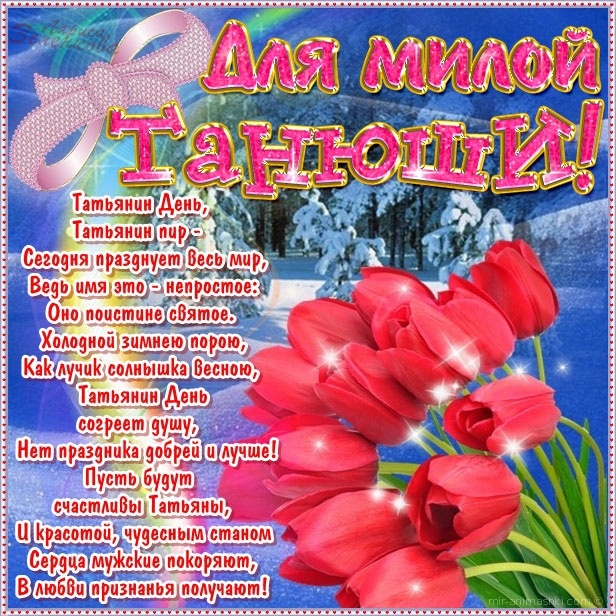 Для милой
Танюши!
Татьянин День,
Татьянин пир -
Сегодня празднует весь мир,
Ведь имя это - непростое:
Оно поистине святое.
Холодной зимнею порою,
Как лучик солнышка весною,
Татьянин День
согреет душу,
Нет праздника добрей и лучше!
Пусть будут
счастливы Татьяны,
И красотой, чудесным станом
Сердца мужские покоряют,
В любви признанья получают!
mir-animashki.com